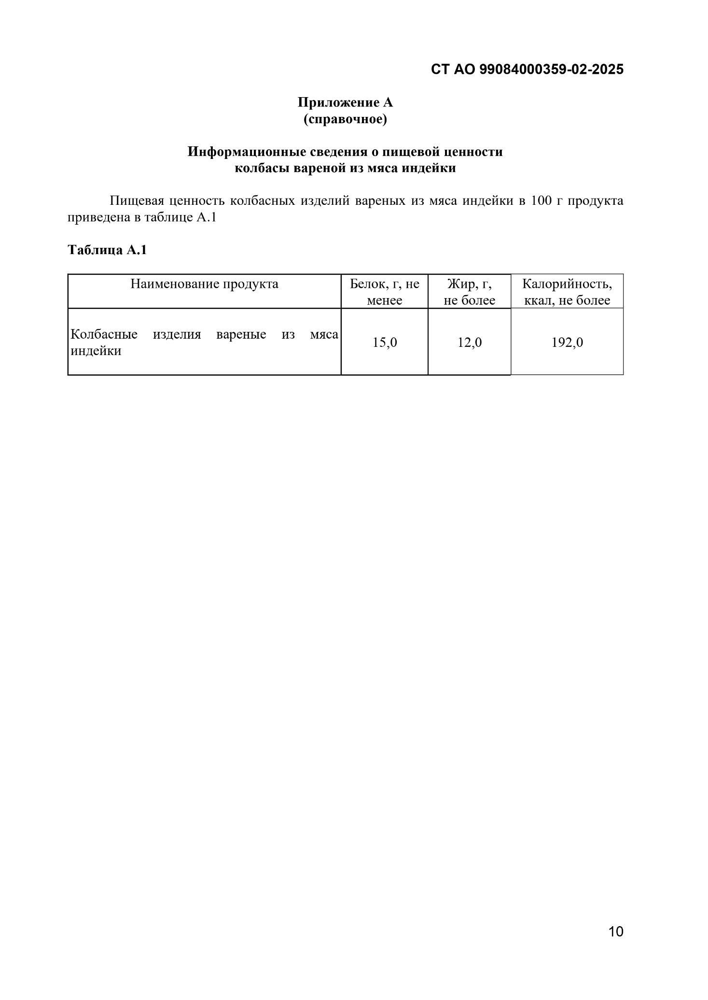 СТ АО 99084000359-02-2025
Приложение А
(справочное)
Информационные сведения о пищевой ценности
колбасы вареной из мяса индейки
Пищевая ценность колбасных изделий вареных из мяса индейки в 100 г продукта
приведена в таблице А.1
Таблица А.1
Наименование продукта
Белок, г, не
менее
Жир, г,
не более
Калорийность,
ккал, не более
Колбасные изделия вареные из мяса
индейки
15,0
12,0
192,0
10